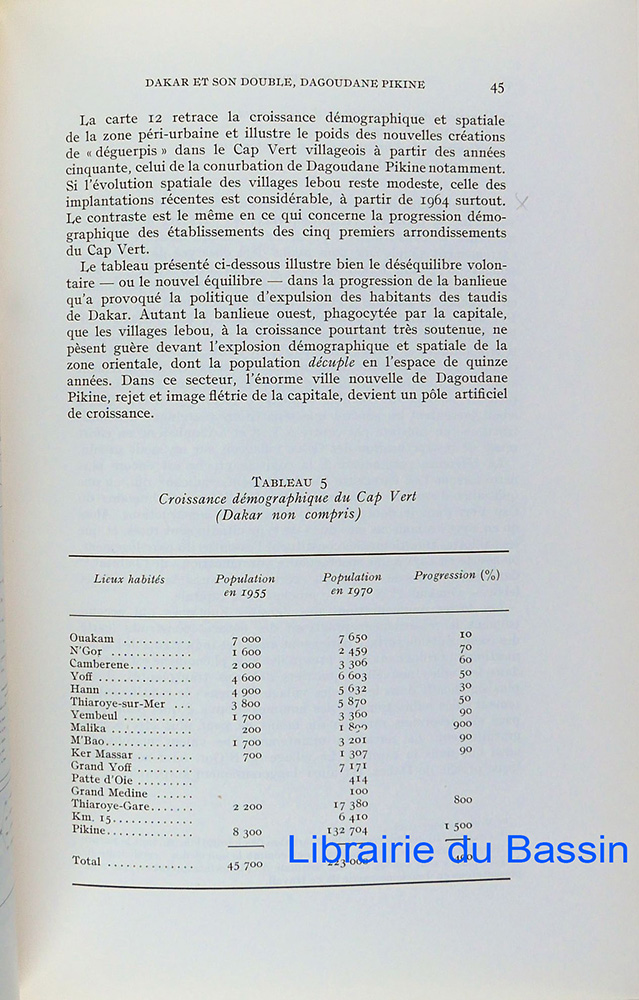 DAKAR ET SON DOUBLE, DAGOUDANE PIKINE 45
La carte 12 retrace la croissance démographique et spatiale
de la zone péri-urbaine et illustre le poids des nouvelles créations
de « déguerpis » dans le Cap Vert villageois à partir des années
cinquante, celui de la conurbation de Dagoudane Pikine notamment.
Si l'évolution spatiale des villages lebou reste modeste, celle des
implantations récentes est considérable, à partir de 1964 surtout.
Le contraste est le même en ce qui concerne la progression démo-
graphique des établissements des cinq premiers arrondissements
du Cap Vert.
Le tableau présenté ci-dessous illustre bien le déséquilibre volon-
taire — ou le nouvel équilibre — dans la progression de la banlieue
qu'a provoqué la politique d'expulsion des habitants des taudis
de Dakar. Autant la banlieue ouest, phagocytée par la capitale,
que les villages lebou, à la croissance pourtant très soutenue, ne
pèsent guère devant l'explosion démographique et spatiale de la
zone orientale, dont la population décuple en l'espace de quinze
années. Dans ce secteur, l'énorme ville nouvelle de Dagoudane
Pikine, rejet et image flétrie de la capitale, devient un pôle artificiel
de croissance.
TABLEAU 5
Croissance démographique du Cap Vert
(Dakar non compris)
Lieux habités Population en 1955 Population en 1970 Progression (%)
Ouakam ........... 7 000 7 650 10
N'Gor ............ 1 600 2 459 70
Camberene.......... 2 000 3 306 60
Yoff .............. 4 600 6 603 50
Hann ............. 4 900 5 632 30
Thiaroye-sur-Mer ... 3 800 5 870 50
Yembeul ........... 1 700 3 360 90
Malika ............ 200 1 900
M'Bao............. 1 700 3 201 90
Ker Massar ......... 700 1 307 90
Grand Yoff ......... 7 171
Patte d'Oie ......... 414
Grand Medine ...... 100
Thiaroye-Gare....... 2 200 17 380 800
Km. 15............ 6 410
Pikine............. 8 300 132 704 1 500
Total ............. 45 700
Librairie du Bassin